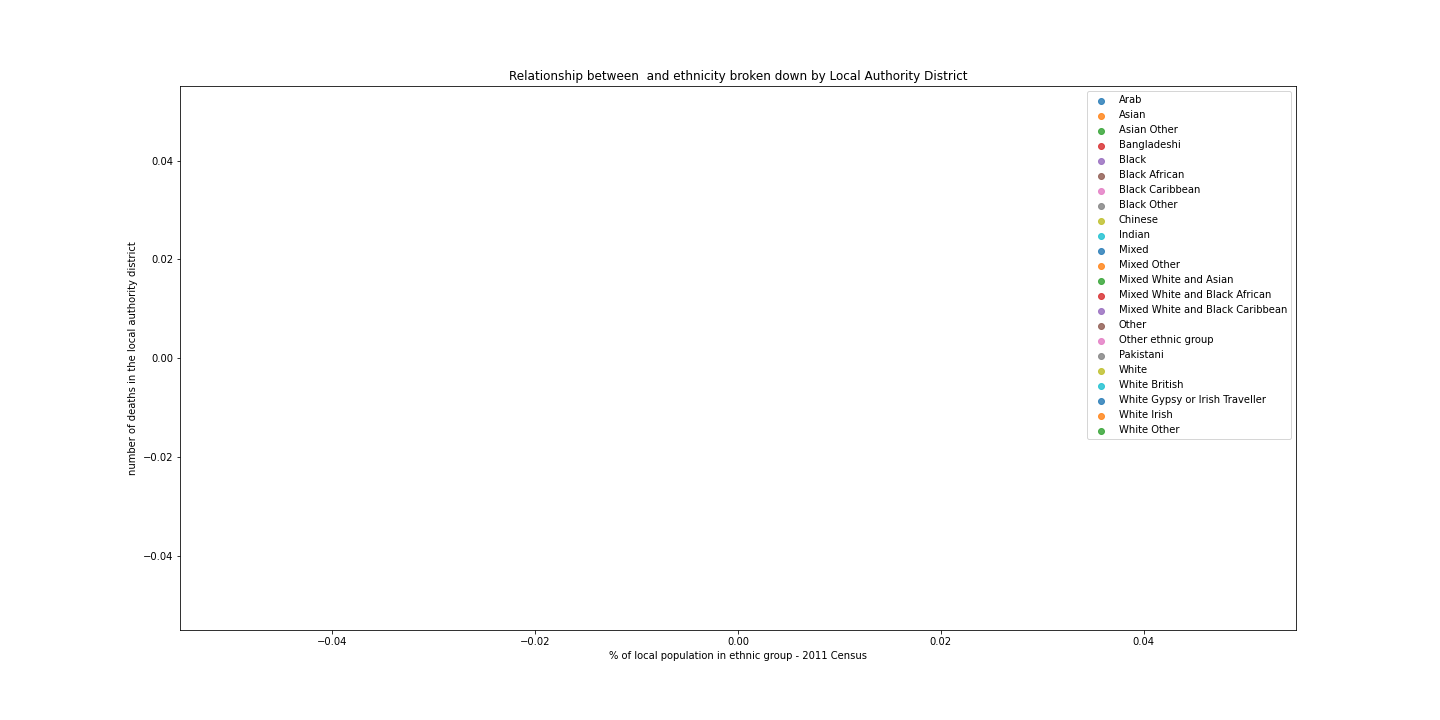 Relationship between  and ethnicity broken down by Local Authority District
Arab
Asian
Asian Other
Bangladeshi
Black
Black African
Black Caribbean
Black Other
Chinese
Indian
Mixed
Mixed Other
Mixed White and Asian
Mixed White and Black African
Mixed White and Black Caribbean
Other
Other ethnic group
Pakistani
White
White British
White Gypsy or Irish Traveller
White Irish
White Other
number of deaths in the local authority district
0.04
0.02
0.00
−0.02
−0.04
−0.04
−0.02
0.00
0.02
0.04
% of local population in ethnic group - 2011 Census